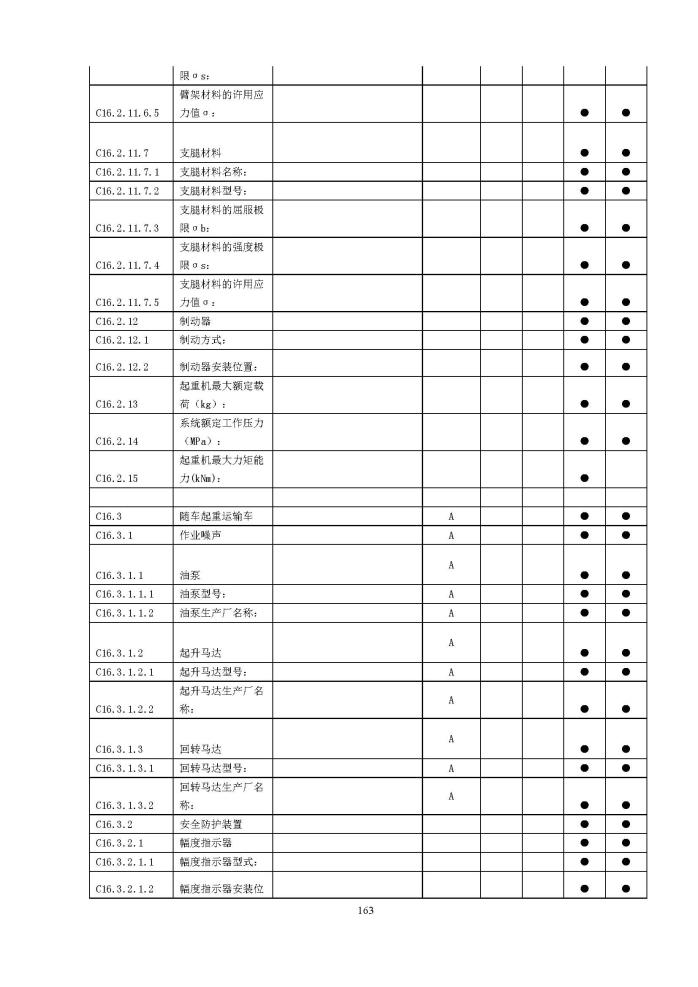 限σs：
臂架材料的许用应
C16.2.11.6.5 力值σ： ● ●
C16.2.11.7 支腿材料 ● ●
C16.2.11.7.1 支腿材料名称： ● ●
C16.2.11.7.2 支腿材料型号： ● ●
支腿材料的屈服极
C16.2.11.7.3 限σb： ● ●
支腿材料的强度极
C16.2.11.7.4 限σs： ● ●
支腿材料的许用应
C16.2.11.7.5 力值σ： ● ●
C16.2.12 制动器 ● ●
C16.2.12.1 制动方式： ● ●
C16.2.12.2 制动器安装位置： ● ●
起重机最大额定载
C16.2.13 荷（kg）： ● ●
系统额定工作压力
C16.2.14 （MPa）： ● ●
起重机最大力矩能
C16.2.15 力(kNm)： ●
C16.3 随车起重运输车 A ● ●
C16.3.1 作业噪声 A ● ●
C16.3.1.1 油泵 A ● ●
C16.3.1.1.1 油泵型号： A ● ●
C16.3.1.1.2 油泵生产厂名称： A ● ●
C16.3.1.2 起升马达 A ● ●
C16.3.1.2.1 起升马达型号： A ● ●
起升马达生产厂名
C16.3.1.2.2 称： A ● ●
C16.3.1.3 回转马达 A ● ●
C16.3.1.3.1 回转马达型号： A ● ●
回转马达生产厂名
C16.3.1.3.2 称： A ● ●
C16.3.2 安全防护装置 ● ●
C16.3.2.1 幅度指示器 ● ●
C16.3.2.1.1 幅度指示器型式： ● ●
C16.3.2.1.2 幅度指示器安装位 ● ●
163